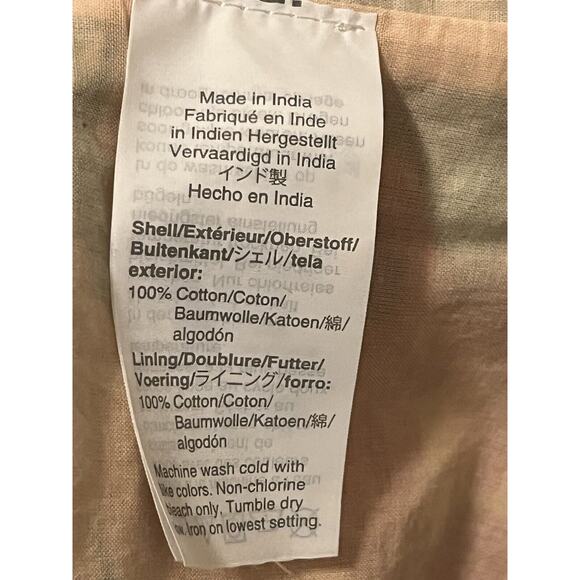 Made in India
Fabriqué en Inde
in Indien Hergestellt
Vervaardigd in India
インド製
Hecho en India
Shell/Extérieur/Oberstoff/
Buitenkant/シェル/tela
exterior:
100% Cotton/Coton/
Baumwolle/Katoen/綿/
algodón
Lining/Doublure/Futter/
Voering/ライニング/forro:
100% Cotton/Coton/
Baumwolle/Katoen/綿/
algodón
Machine wash cold with
like colors. Non-chlorine
bleach only. Tumble dry
low. Iron on lowest setting.